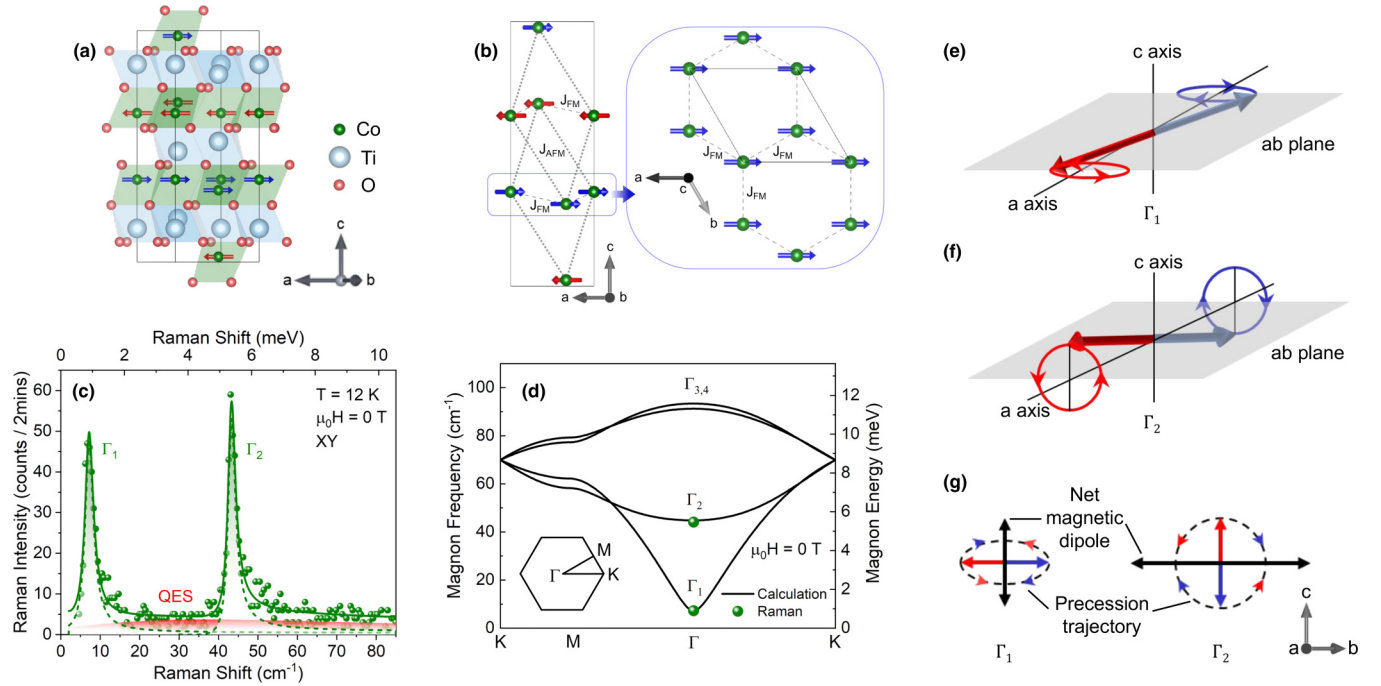 (a)
Co
Ti
O
c
a
b
(b)
J_FM
J_AFM
J_FM
c
a
b
J_FM
J_FM
J_FM
a
c
b
(e)
c axis
ab plane
a axis
Γ₁
(f)
c axis
ab plane
a axis
Γ₂
Raman Shift (meV)
0 2 4 6 8 10
(c)
T = 12 K
μ₀H = 0 T
XY
Γ₁
Γ₂
QES
Raman Intensity (counts / 2mins)
60
50
40
30
20
10
0
0 10 20 30 40 50 60 70 80
Raman Shift (cm⁻¹)
(d)
Γ₃,₄
Γ₂
Γ₁
μ₀H = 0 T
M
Γ
K
Calculation
Raman
Magnon Frequency (cm⁻¹)
100
80
60
40
20
0
Magnon Energy (meV)
12
10
8
6
4
2
0
K M Γ K
(g)
Net
magnetic
dipole
Precession
trajectory
Γ₁
Γ₂
c
a
b